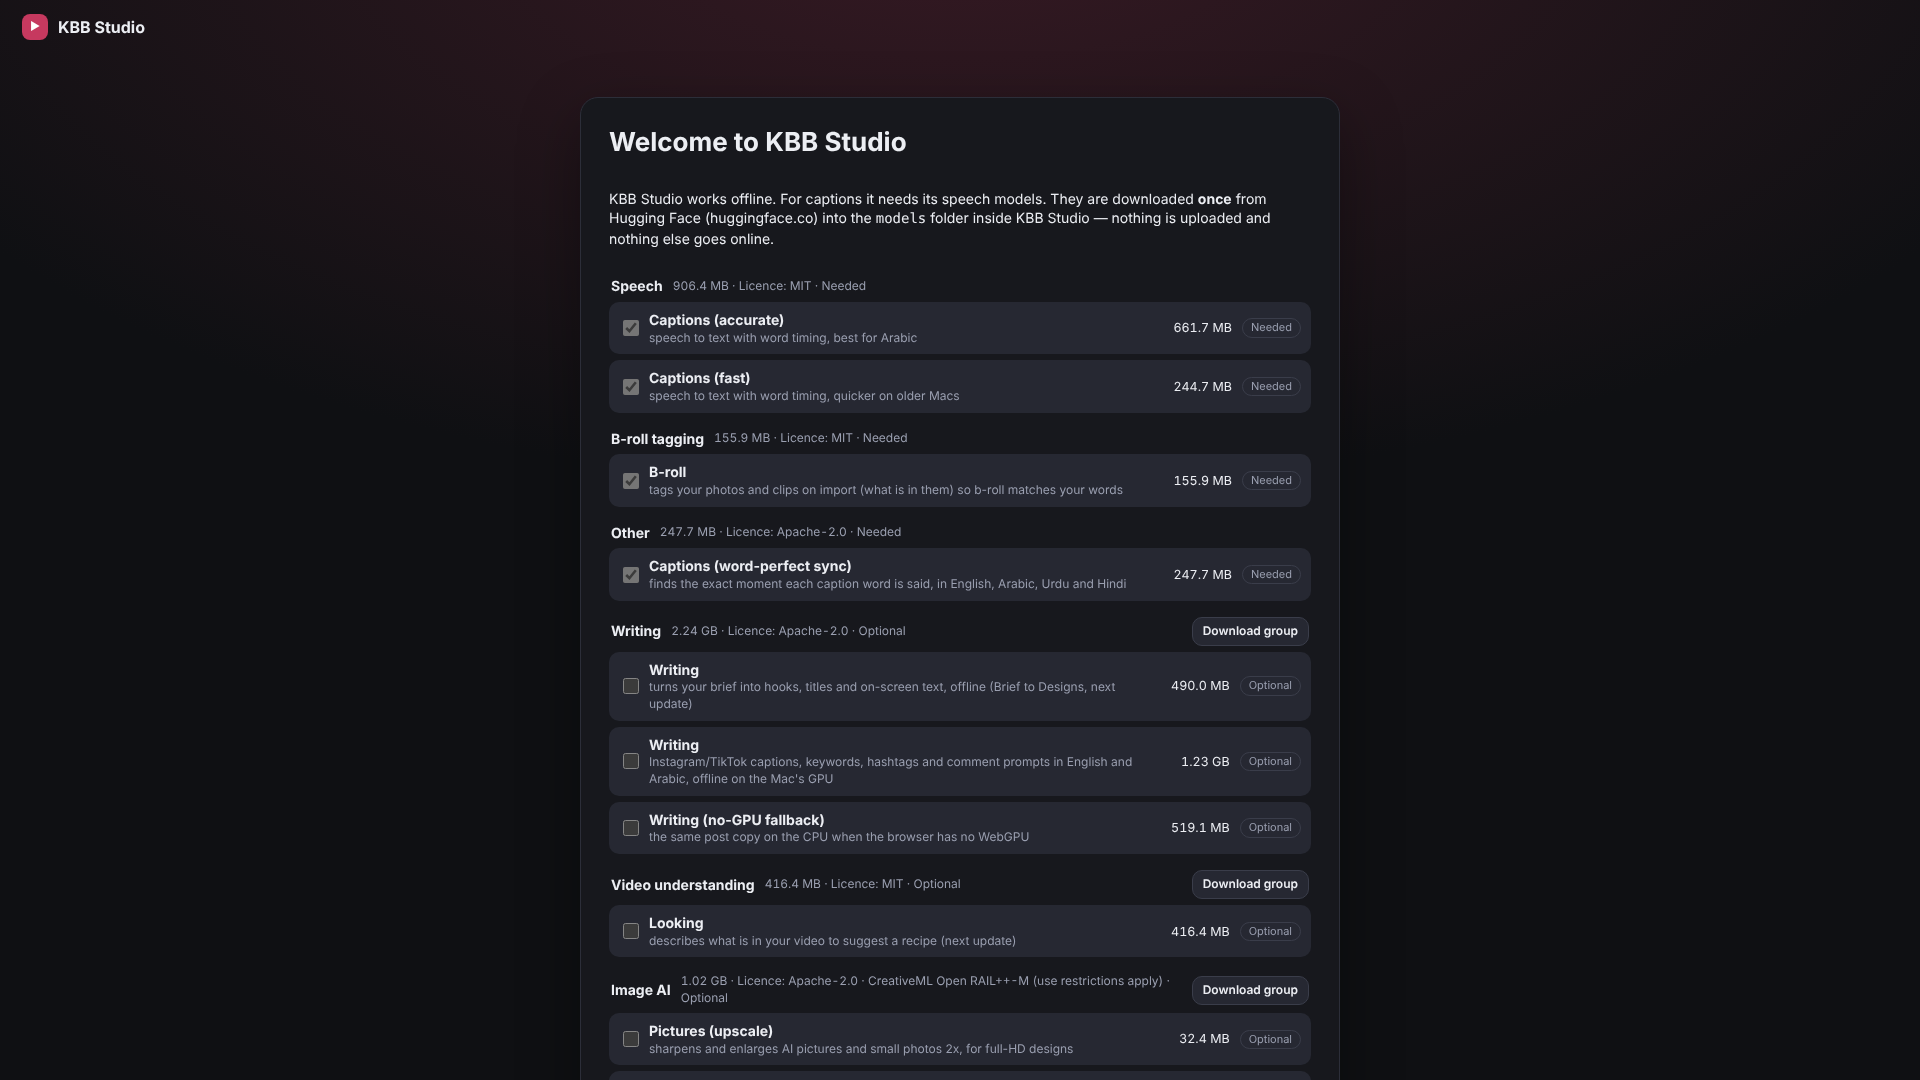 KBB Studio
Welcome to KBB Studio
KBB Studio works offline. For captions it needs its speech models. They are downloaded once from
Hugging Face (huggingface.co) into the models folder inside KBB Studio — nothing is uploaded and
nothing else goes online.
Speech 906.4 MB · Licence: MIT · Needed
Captions (accurate)
speech to text with word timing, best for Arabic
661.7 MB Needed
Captions (fast)
speech to text with word timing, quicker on older Macs
244.7 MB Needed
B-roll tagging 155.9 MB · Licence: MIT · Needed
B-roll
tags your photos and clips on import (what is in them) so b-roll matches your words
155.9 MB Needed
Other 247.7 MB · Licence: Apache-2.0 · Needed
Captions (word-perfect sync)
finds the exact moment each caption word is said, in English, Arabic, Urdu and Hindi
247.7 MB Needed
Writing 2.24 GB · Licence: Apache-2.0 · Optional Download group
Writing
turns your brief into hooks, titles and on-screen text, offline (Brief to Designs, next
update)
490.0 MB Optional
Writing
Instagram/TikTok captions, keywords, hashtags and comment prompts in English and
Arabic, offline on the Mac's GPU
1.23 GB Optional
Writing (no-GPU fallback)
the same post copy on the CPU when the browser has no WebGPU
519.1 MB Optional
Video understanding 416.4 MB · Licence: MIT · Optional Download group
Looking
describes what is in your video to suggest a recipe (next update)
416.4 MB Optional
Image AI 1.02 GB · Licence: Apache-2.0 · CreativeML Open RAIL++-M (use restrictions apply) ·
Optional
Download group
Pictures (upscale)
sharpens and enlarges AI pictures and small photos 2x, for full-HD designs
32.4 MB Optional